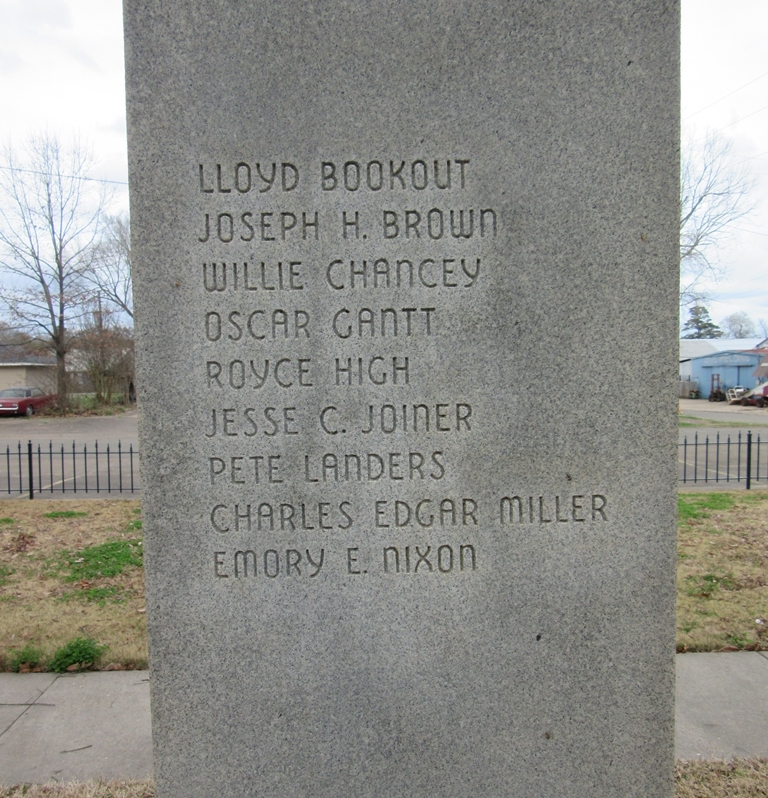 LLOYD BOOKOUT
JOSEPH H. BROWN
WILLIE CHANCEY
OSCAR GANTT
ROYCE HIGH
JESSE C. JOINER
PETE LANDERS
CHARLES EDGAR MILLER
EMORY E. NIXON